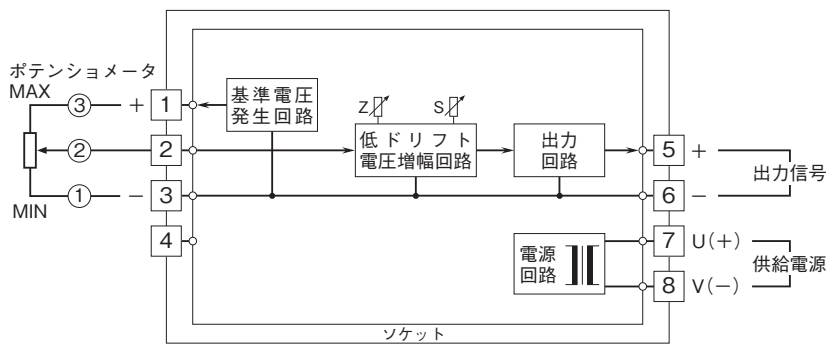 ポテンショメータ
MAX
③
+
1
基準電圧
発生回路
Z
S
②
2
低ドリフト
電圧増幅回路
出力
回路
5
+
出力信号
①
−
3
6
−
MIN
4
電源
回路
7
U(+)
供給電源
8
V(−)
ソケット